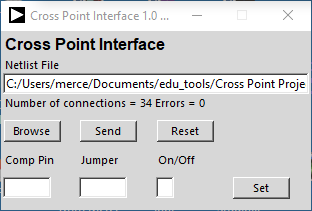 Cross Point Interface 1.0 ...
Cross Point Interface
Netlist File
C:/Users/merce/Documents/edu_tools/Cross Point Proje
Number of connections = 34 Errors = 0
Browse Send Reset
Comp Pin Jumper On/Off
Set